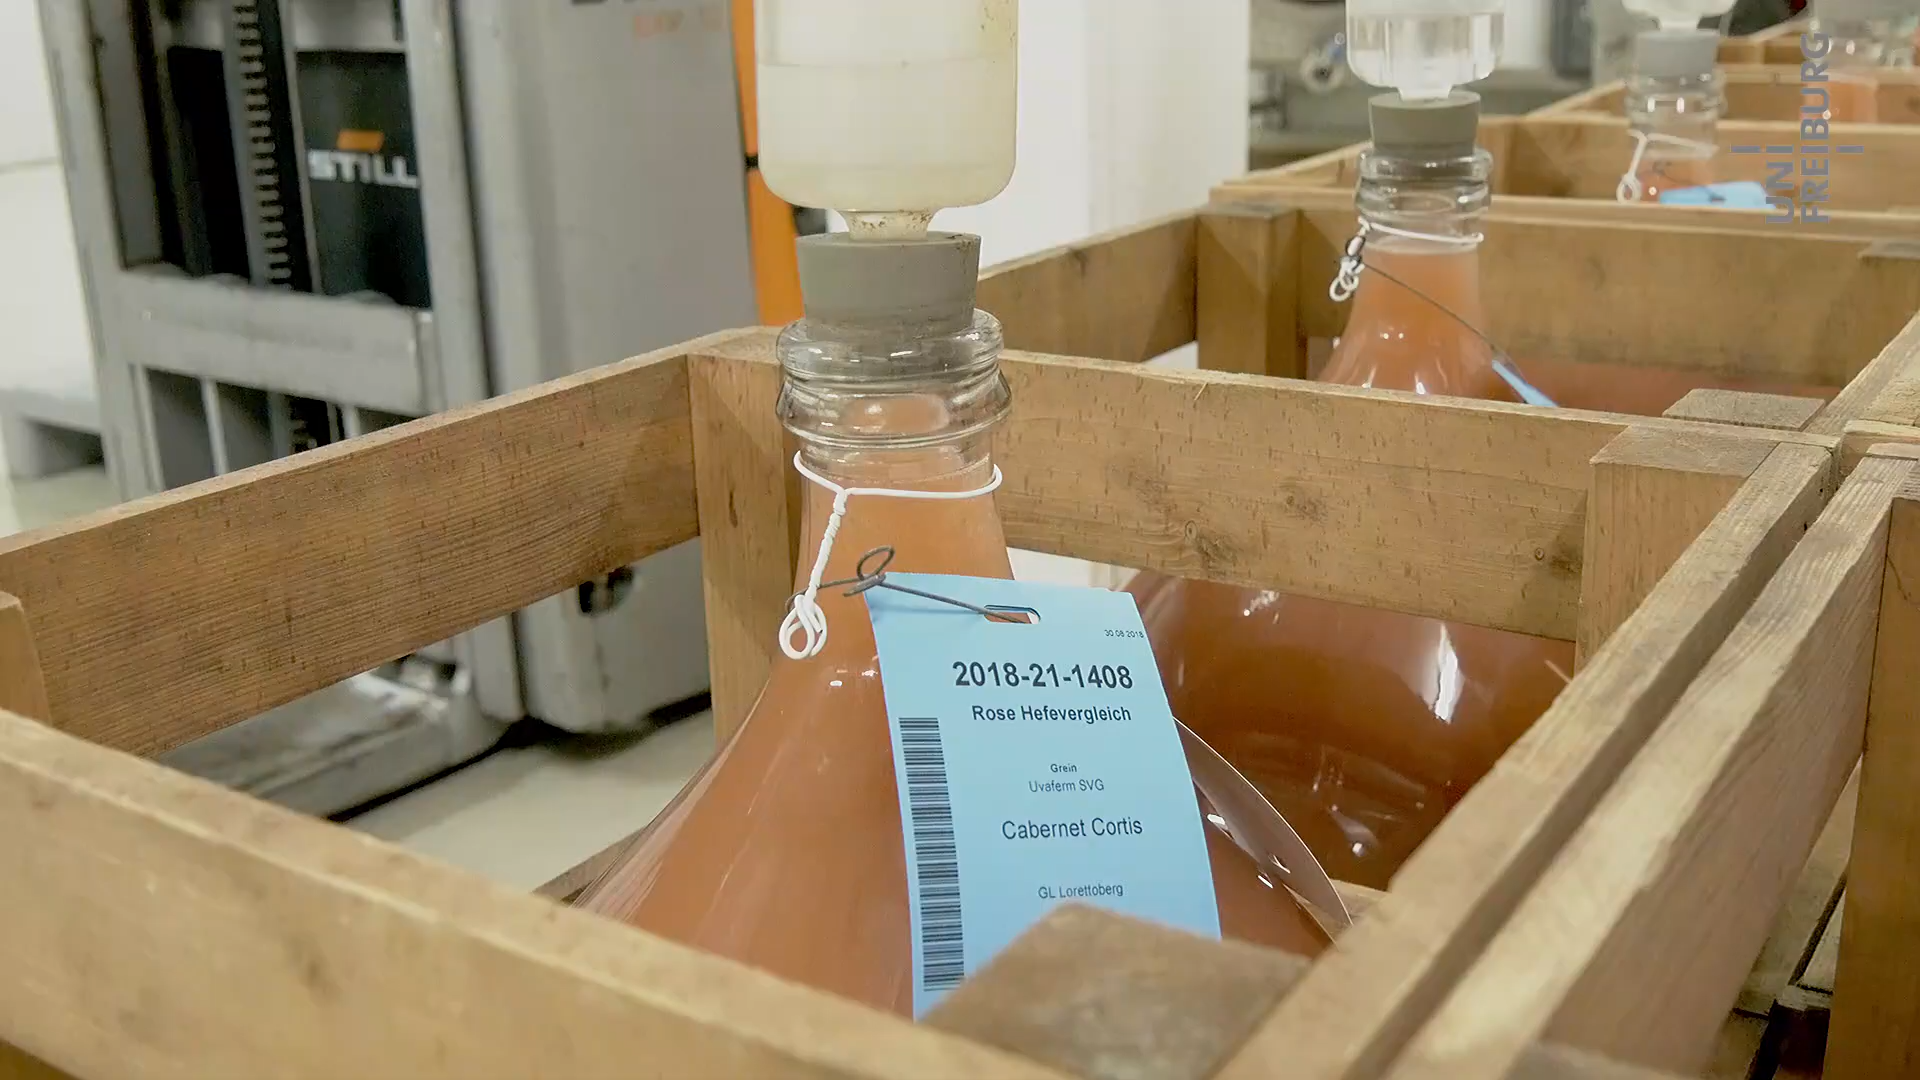 STILL
UNI
FREIBURG
30.08.2018
2018-21-1408
Rose Hefevergleich
Grein
Uvaferm SVG
Cabernet Cortis
GL Lorettoberg